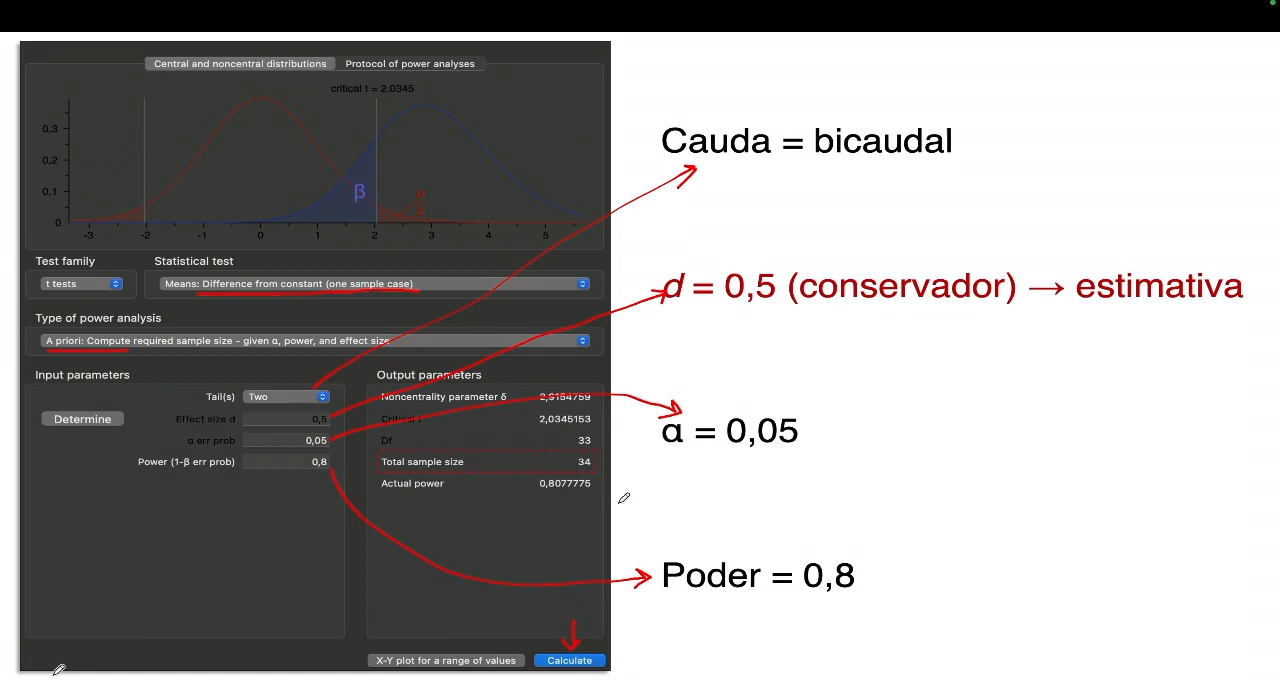 Central and noncentral distributions Protocol of power analyses
critical t = 2,0345
0,3
0,2
0,1
0
β
α
2
-3 -2 -1 0 1 2 3 4 5
Test family Statistical test
t tests Means: Difference from constant (one sample case)
Type of power analysis
A priori: Compute required sample size – given α, power, and effect size
Input parameters Output parameters
Tail(s) Two Noncentrality parameter δ 2,9154759
Determine Effect size d 0,5 Critical t 2,0345153
α err prob 0,05 Df 33
Power (1-β err prob) 0,8 Total sample size 34
Actual power 0,8077775
X-Y plot for a range of values Calculate
Cauda = bicaudal
d = 0,5 (conservador) → estimativa
α = 0,05
Poder = 0,8